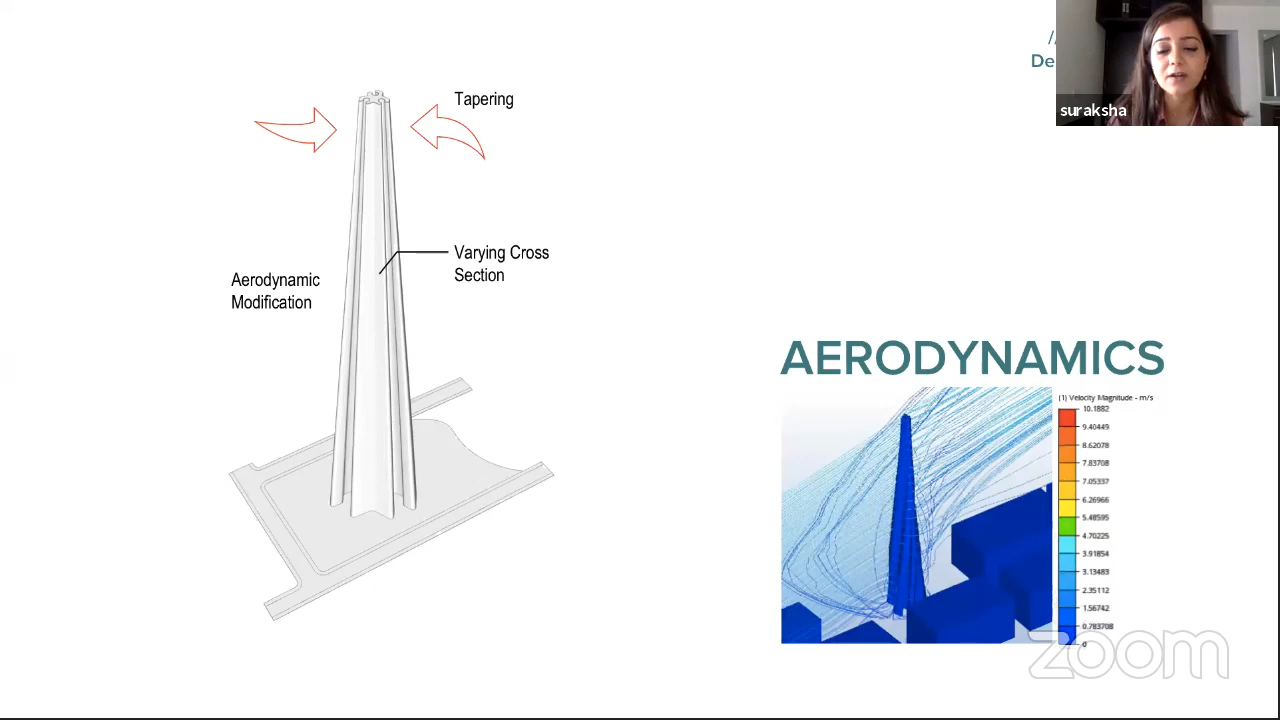 //
De
suraksha
Tapering
Varying Cross
Section
Aerodynamic
Modification
AERODYNAMICS
(1) Velocity Magnitude - m/s
10.1882
9.40449
8.62078
7.83708
7.05337
6.26966
5.48595
4.70225
3.91854
3.13483
2.35112
1.56742
0.783708
0
zoom